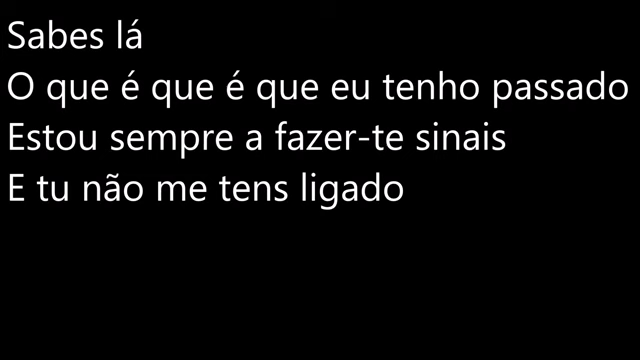 Sabes lá
O que é que é que eu tenho passado
Estou sempre a fazer-te sinais
E tu não me tens ligado